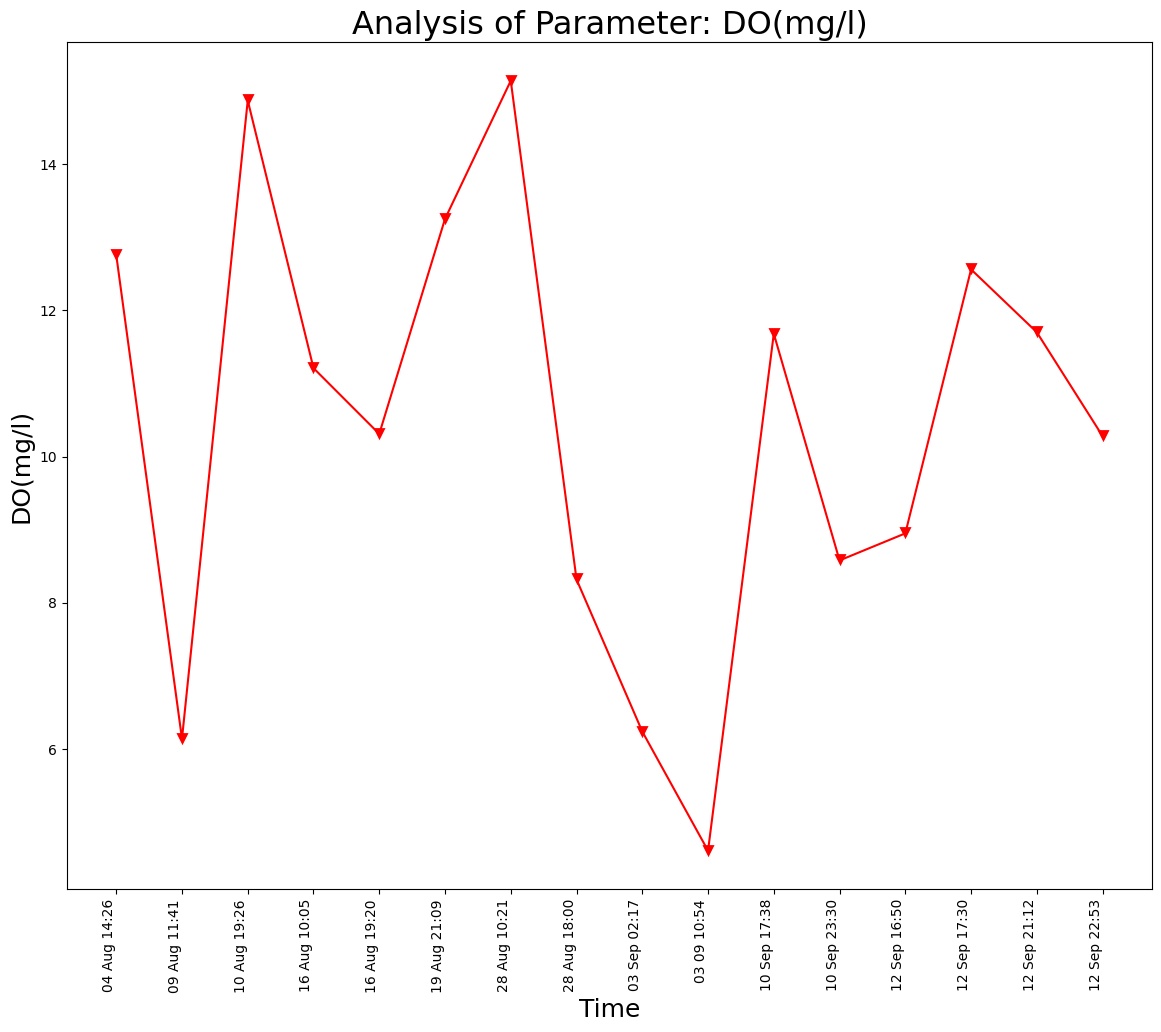 Analysis of Parameter: DO(mg/l)
DO(mg/l)
14
12
10
8
6
04 Aug 14:26
09 Aug 11:41
10 Aug 19:26
16 Aug 10:05
16 Aug 19:20
19 Aug 21:09
28 Aug 10:21
28 Aug 18:00
03 Sep 02:17
03 09 10:54
10 Sep 17:38
10 Sep 23:30
12 Sep 16:50
12 Sep 17:30
12 Sep 21:12
12 Sep 22:53
Time